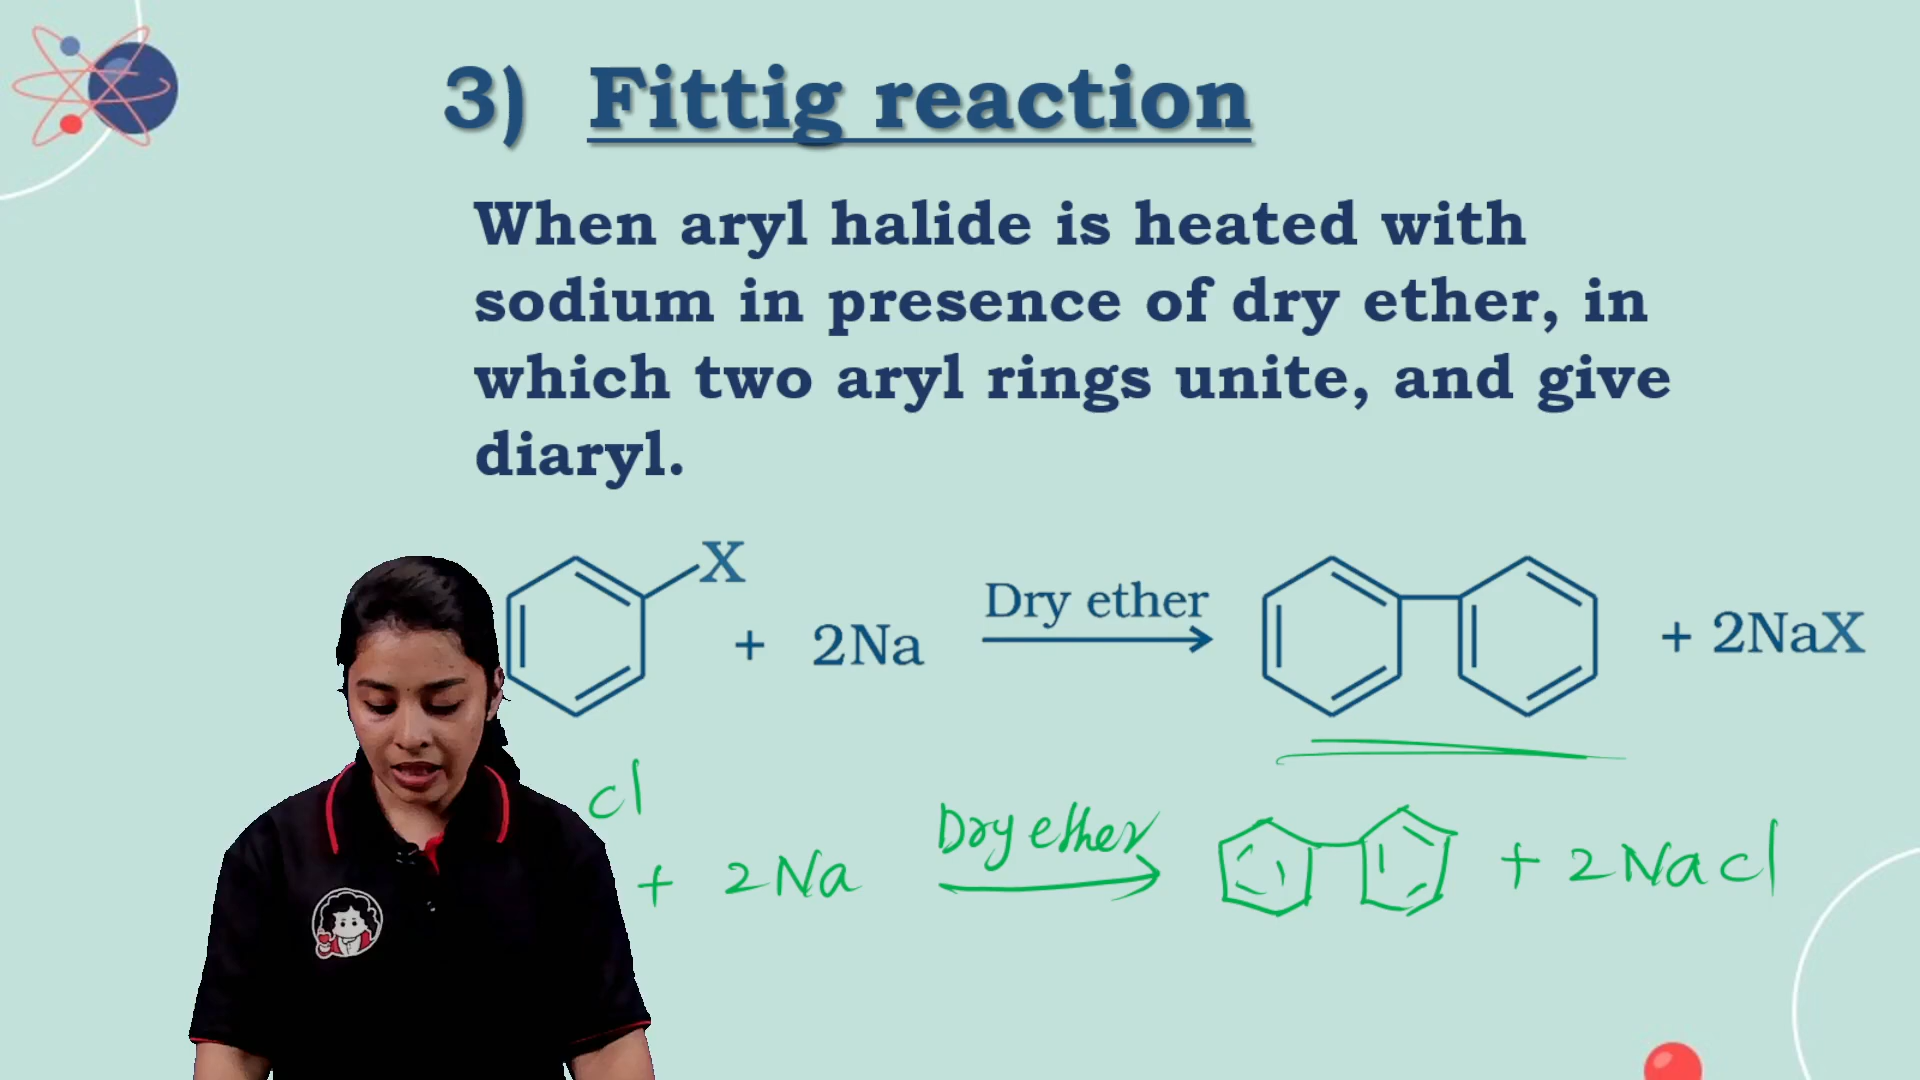 3) Fittig reaction
When aryl halide is heated with
sodium in presence of dry ether, in
which two aryl rings unite, and give
diaryl.
X
+ 2Na
Dry ether
+ 2NaX
Cl
+ 2Na
Dry ether
+ 2NaCl